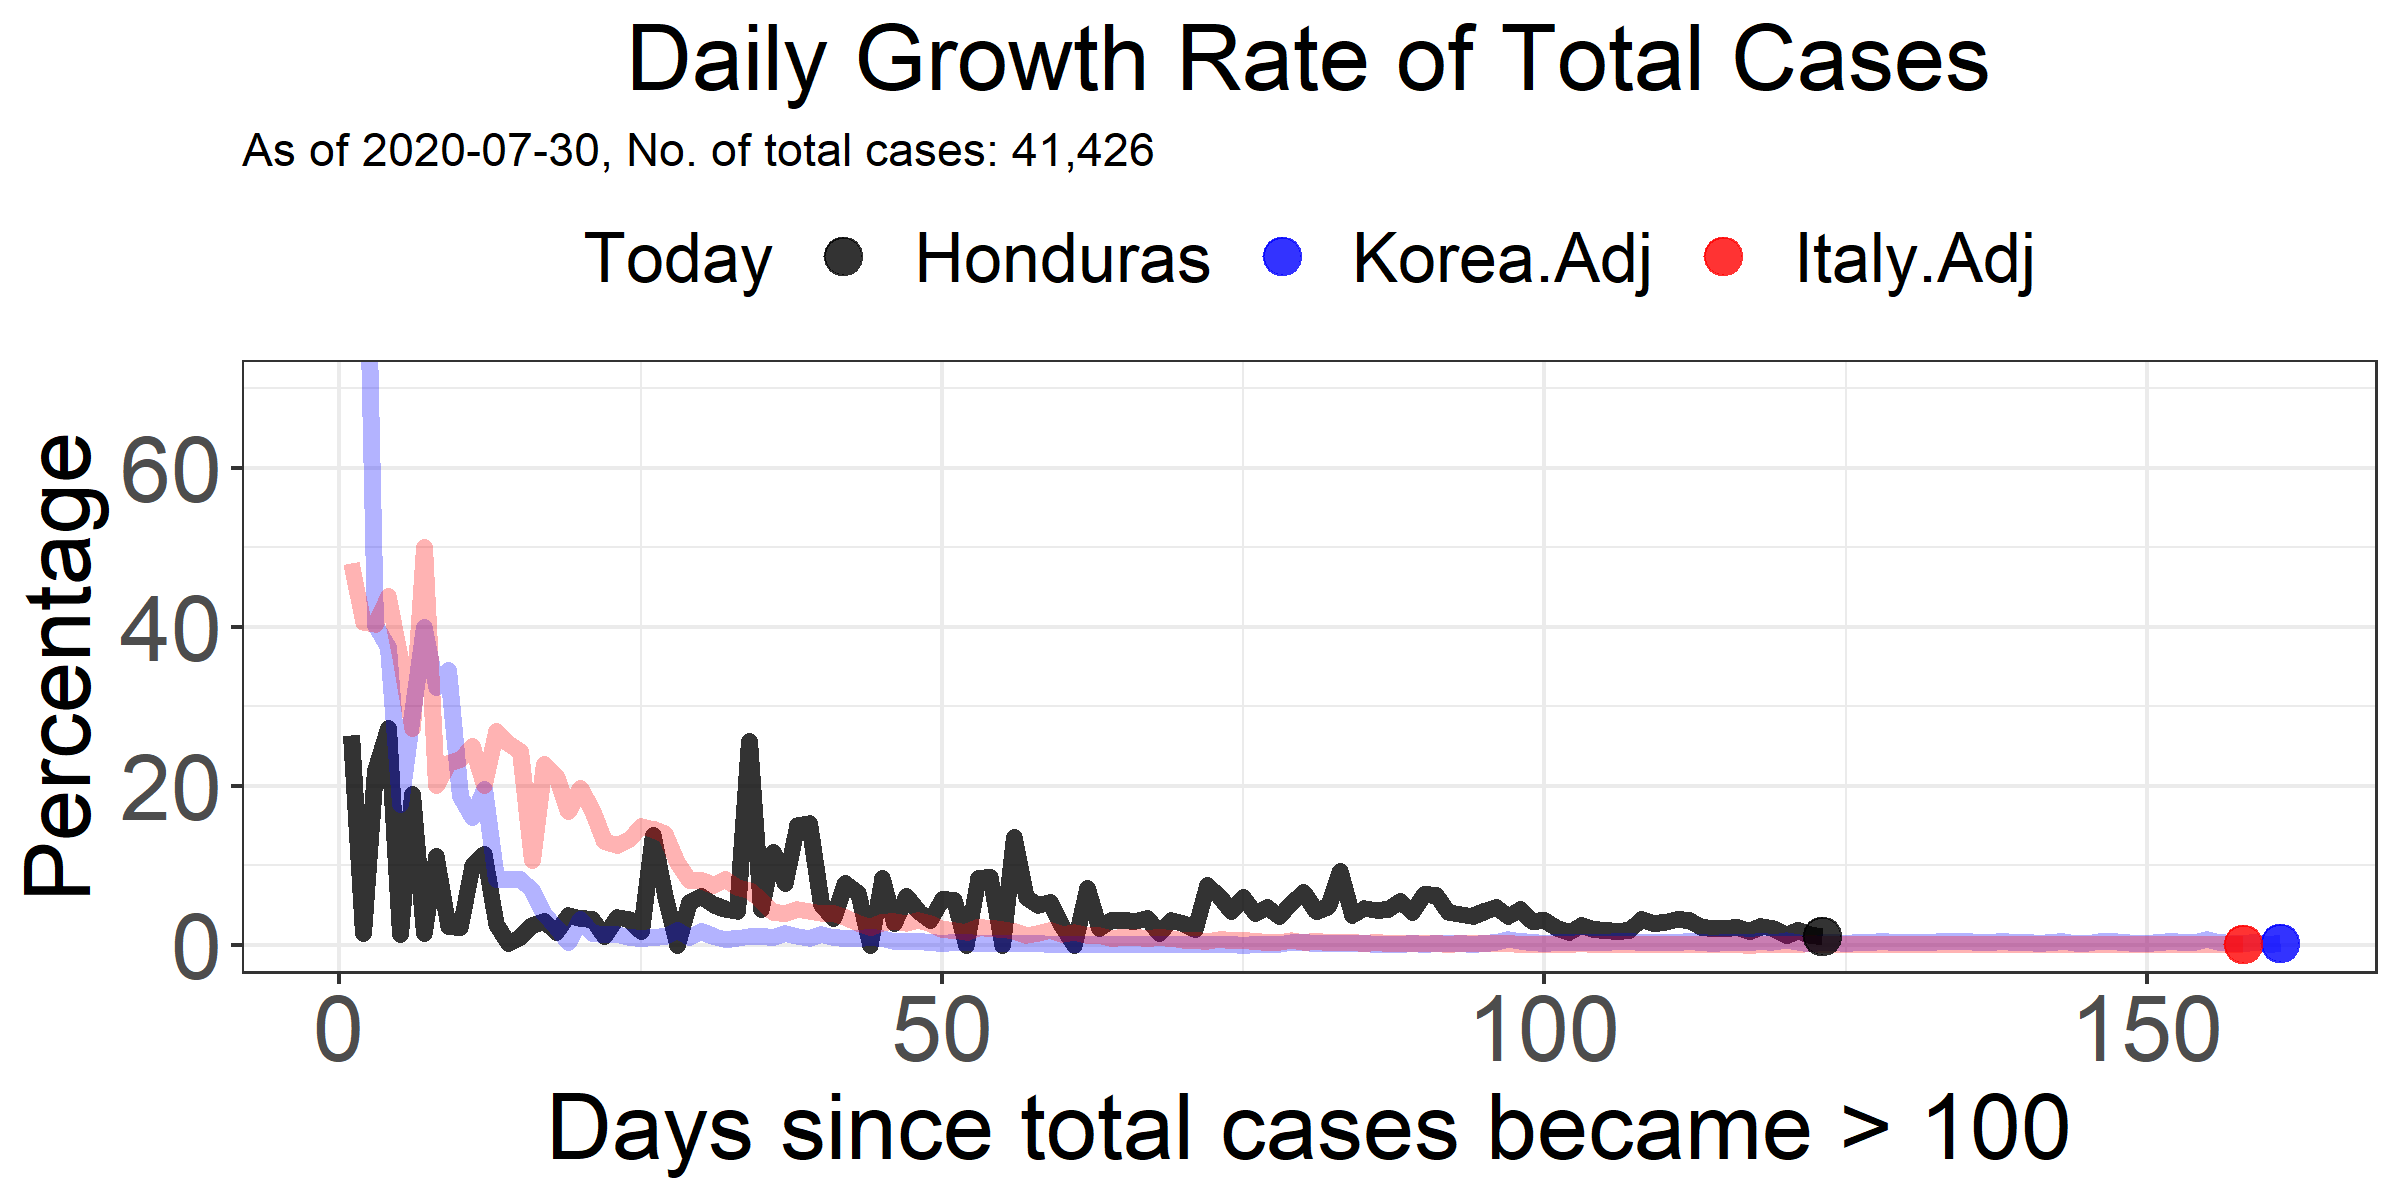 Daily Growth Rate of Total Cases
As of 2020-07-30, No. of total cases: 41,426
Today Honduras Korea.Adj Italy.Adj
Percentage
60
40
20
0
0 50 100 150
Days since total cases became > 100